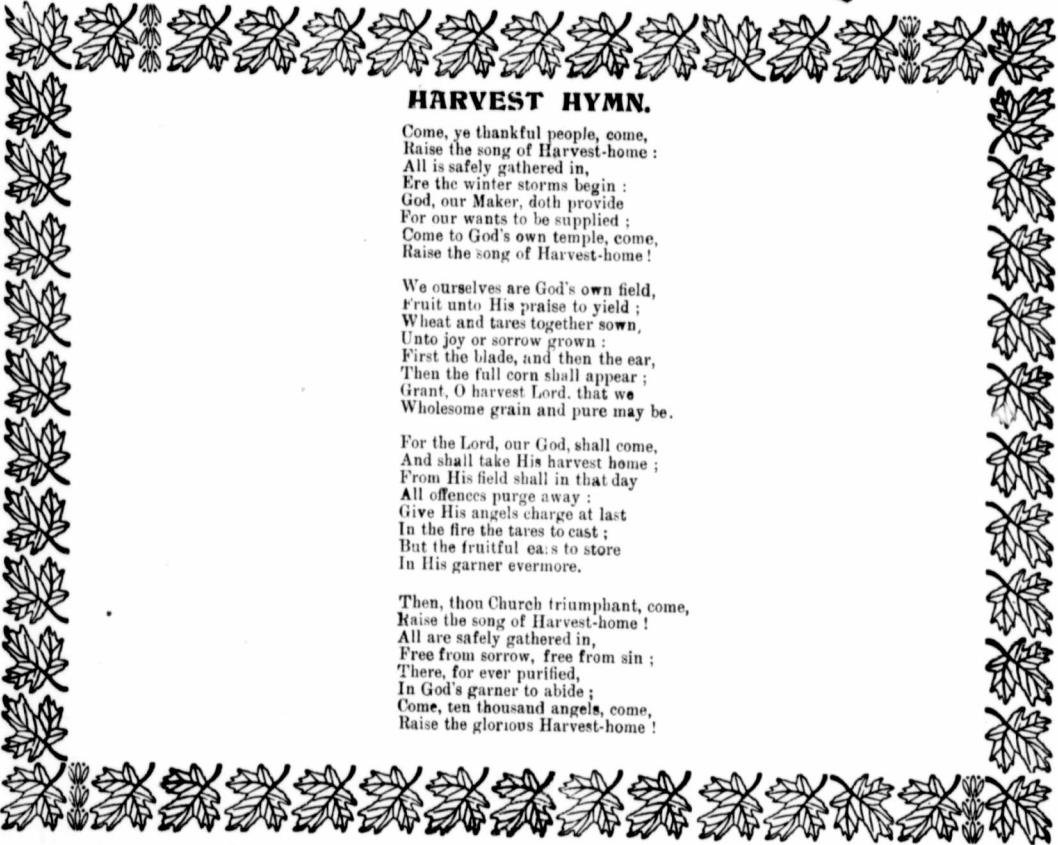 HARVEST HYMN.
Come, ye thankful people, come,
Raise the song of Harvest-home :
All is safely gathered in,
Ere the winter storms begin :
God, our Maker, doth provide
For our wants to be supplied ;
Come to God's own temple, come,
Raise the song of Harvest-home !
We ourselves are God's own field,
Fruit unto His praise to yield ;
Wheat and tares together sown,
Unto joy or sorrow grown :
First the blade, and then the ear,
Then the full corn shall appear ;
Grant, O harvest Lord. that we
Wholesome grain and pure may be.
For the Lord, our God, shall come,
And shall take His harvest home ;
From His field shall in that day
All offences purge away :
Give His angels charge at last
In the fire the tares to cast ;
But the fruitful ears to store
In His garner evermore.
Then, thou Church triumphant, come,
Raise the song of Harvest-home !
All are safely gathered in,
Free from sorrow, free from sin ;
There, for ever purified,
In God's garner to abide ;
Come, ten thousand angels, come,
Raise the glorious Harvest-home !